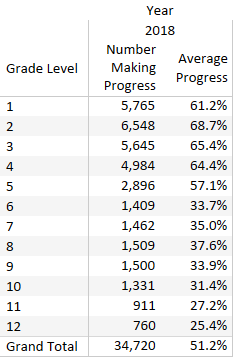 Year
2018
Grade Level Number Making Progress Average Progress
1 5,765 61.2%
2 6,548 68.7%
3 5,645 65.4%
4 4,984 64.4%
5 2,896 57.1%
6 1,409 33.7%
7 1,462 35.0%
8 1,509 37.6%
9 1,500 33.9%
10 1,331 31.4%
11 911 27.2%
12 760 25.4%
Grand Total 34,720 51.2%